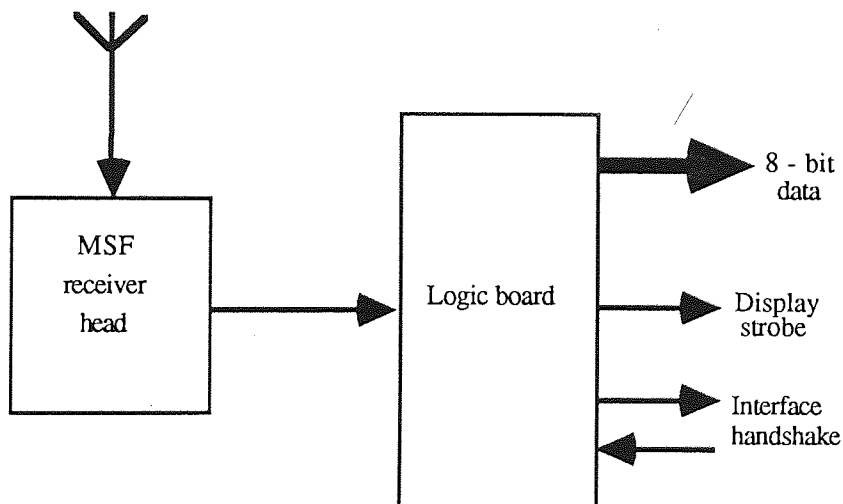 MSF
receiver
head
Logic board
8 - bit
data
Display
strobe
Interface
handshake